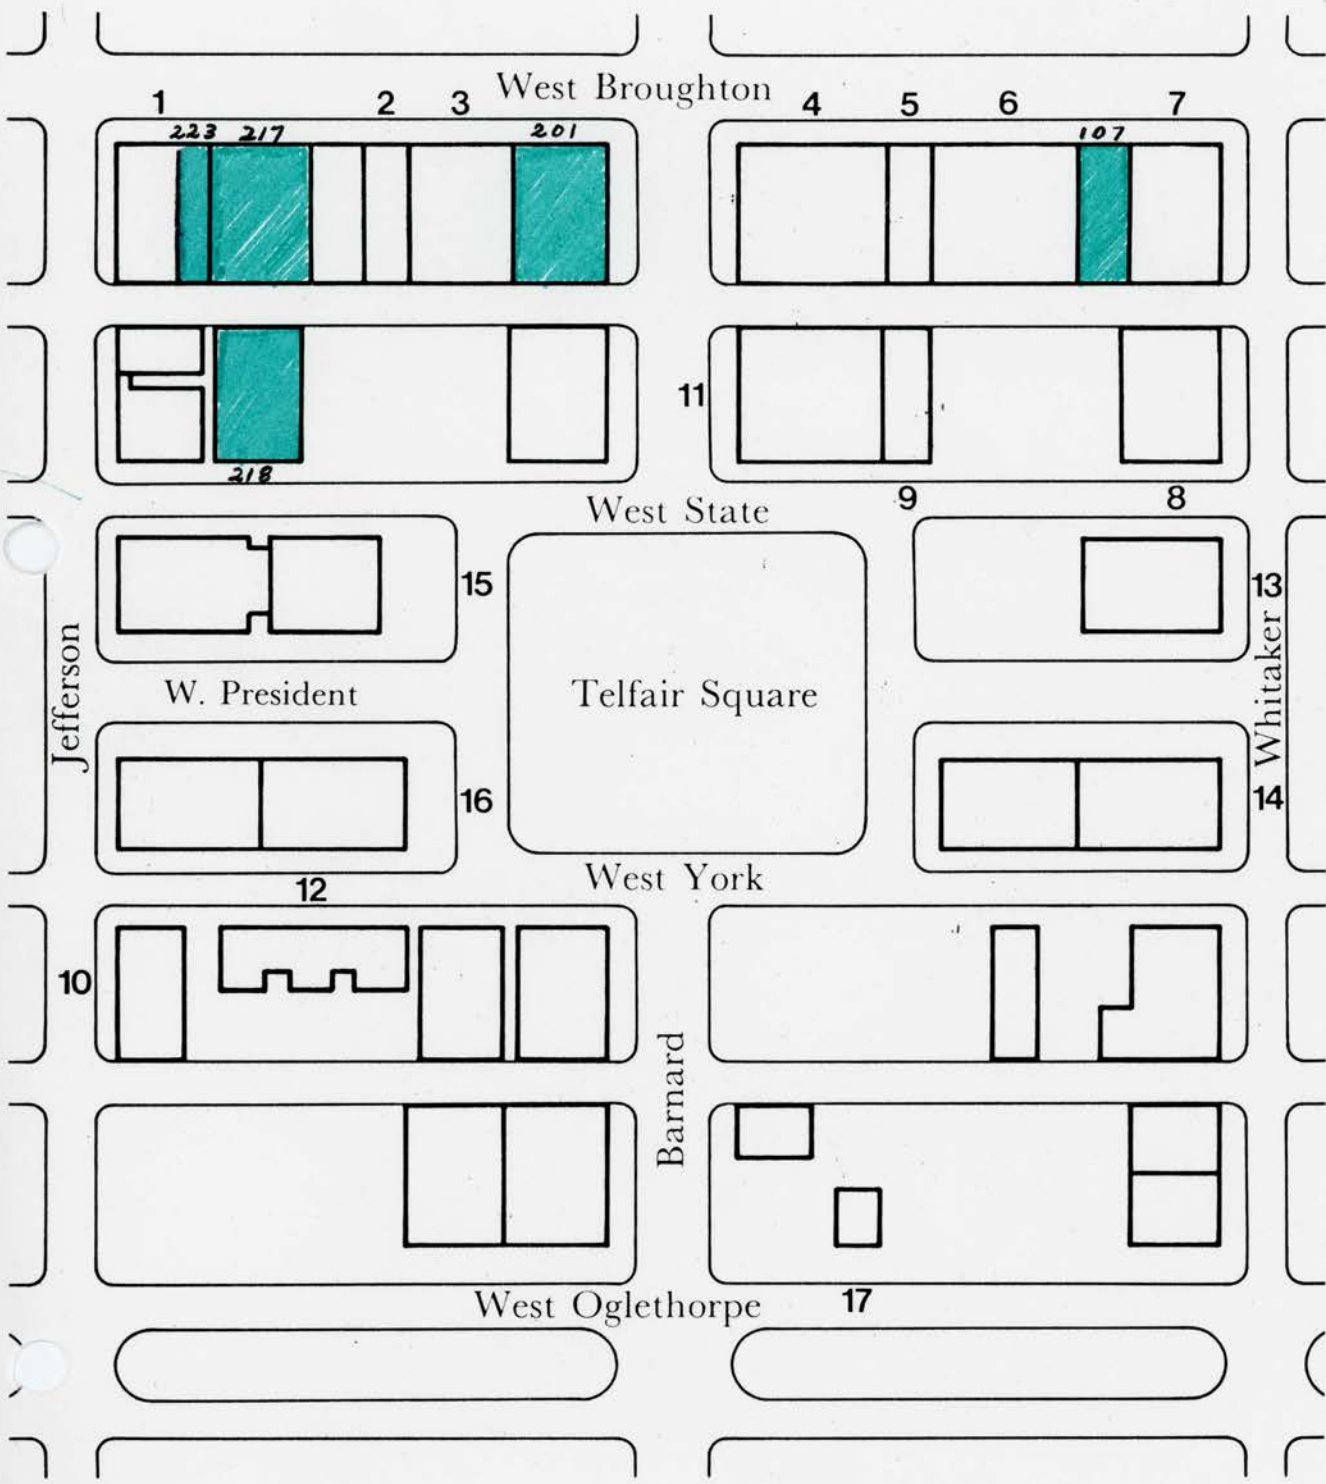 West Broughton
1 2 3 4 5 6 7
223 217 201 107
11
218
9 8
West State
15 13
Jefferson
W. President
Telfair Square
Whitaker
16 14
West York
12
10
Barnard
West Oglethorpe 17